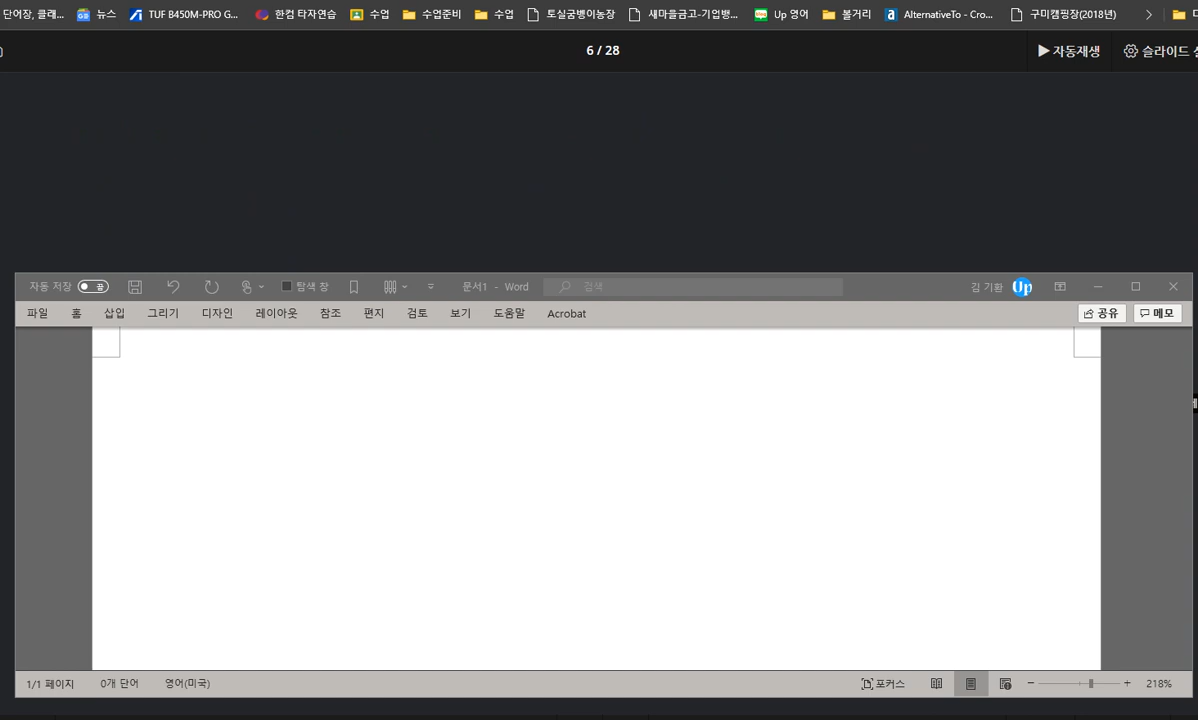 단어장, 클래... 뉴스 TUF B450M-PRO G... 한컴 타자연습 수업 수업준비 수업 토실굼벵이농장 새마을금고-기업뱅... Up 영어 볼거리 AlternativeTo - Cro... 구미캠핑장(2018년)
6 / 28 자동재생 슬라이드
자동 저장 끔 탐색 창 문서1 - Word 검색 김 기환 Up
파일 홈 삽입 그리기 디자인 레이아웃 참조 편지 검토 보기 도움말 Acrobat 공유 메모
1/1 페이지 0개 단어 영어(미국) 포커스 218%